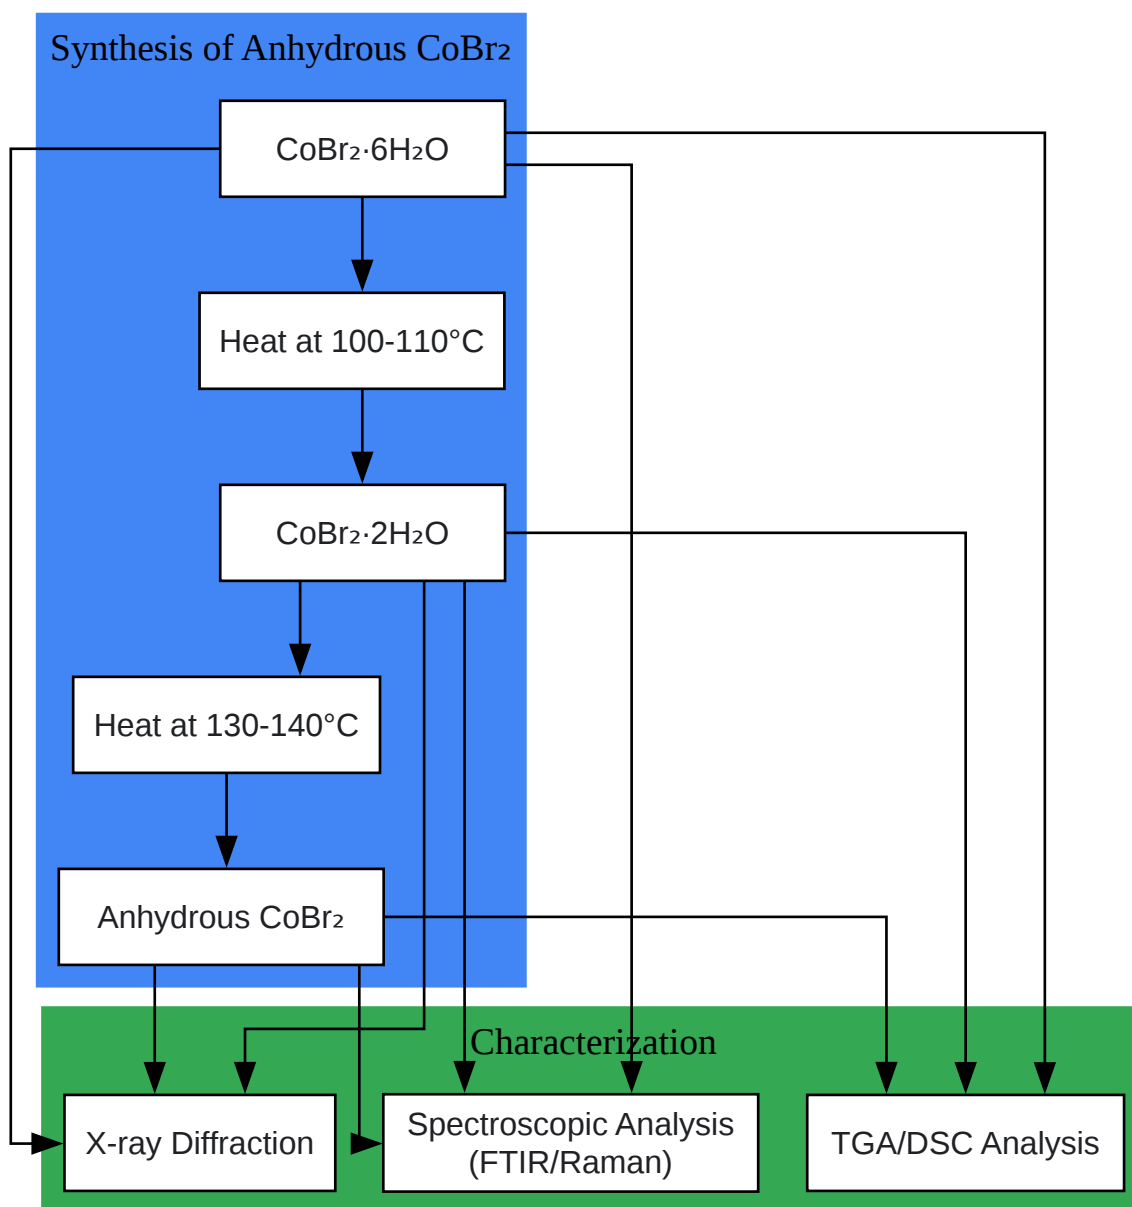 Synthesis of Anhydrous CoBr₂
CoBr₂·6H₂O
Heat at 100-110°C
CoBr₂·2H₂O
Heat at 130-140°C
Anhydrous CoBr₂
Characterization
X-ray Diffraction
Spectroscopic Analysis
(FTIR/Raman)
TGA/DSC Analysis